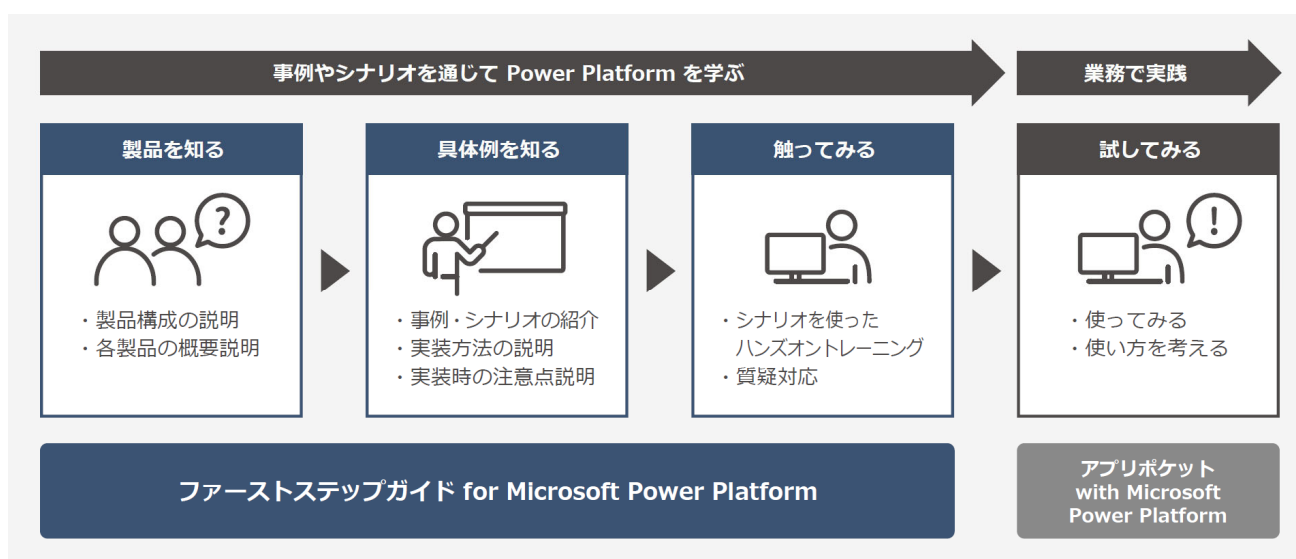 事例やシナリオを通じて Power Platform を学ぶ
業務で実践
製品を知る
?
・製品構成の説明
・各製品の概要説明
具体例を知る
・事例・シナリオの紹介
・実装方法の説明
・実装時の注意点説明
触ってみる
・シナリオを使った
ハンズオントレーニング
・質疑対応
試してみる
!
・使ってみる
・使い方を考える
ファーストステップガイド for Microsoft Power Platform
アプリポケット
with Microsoft
Power Platform